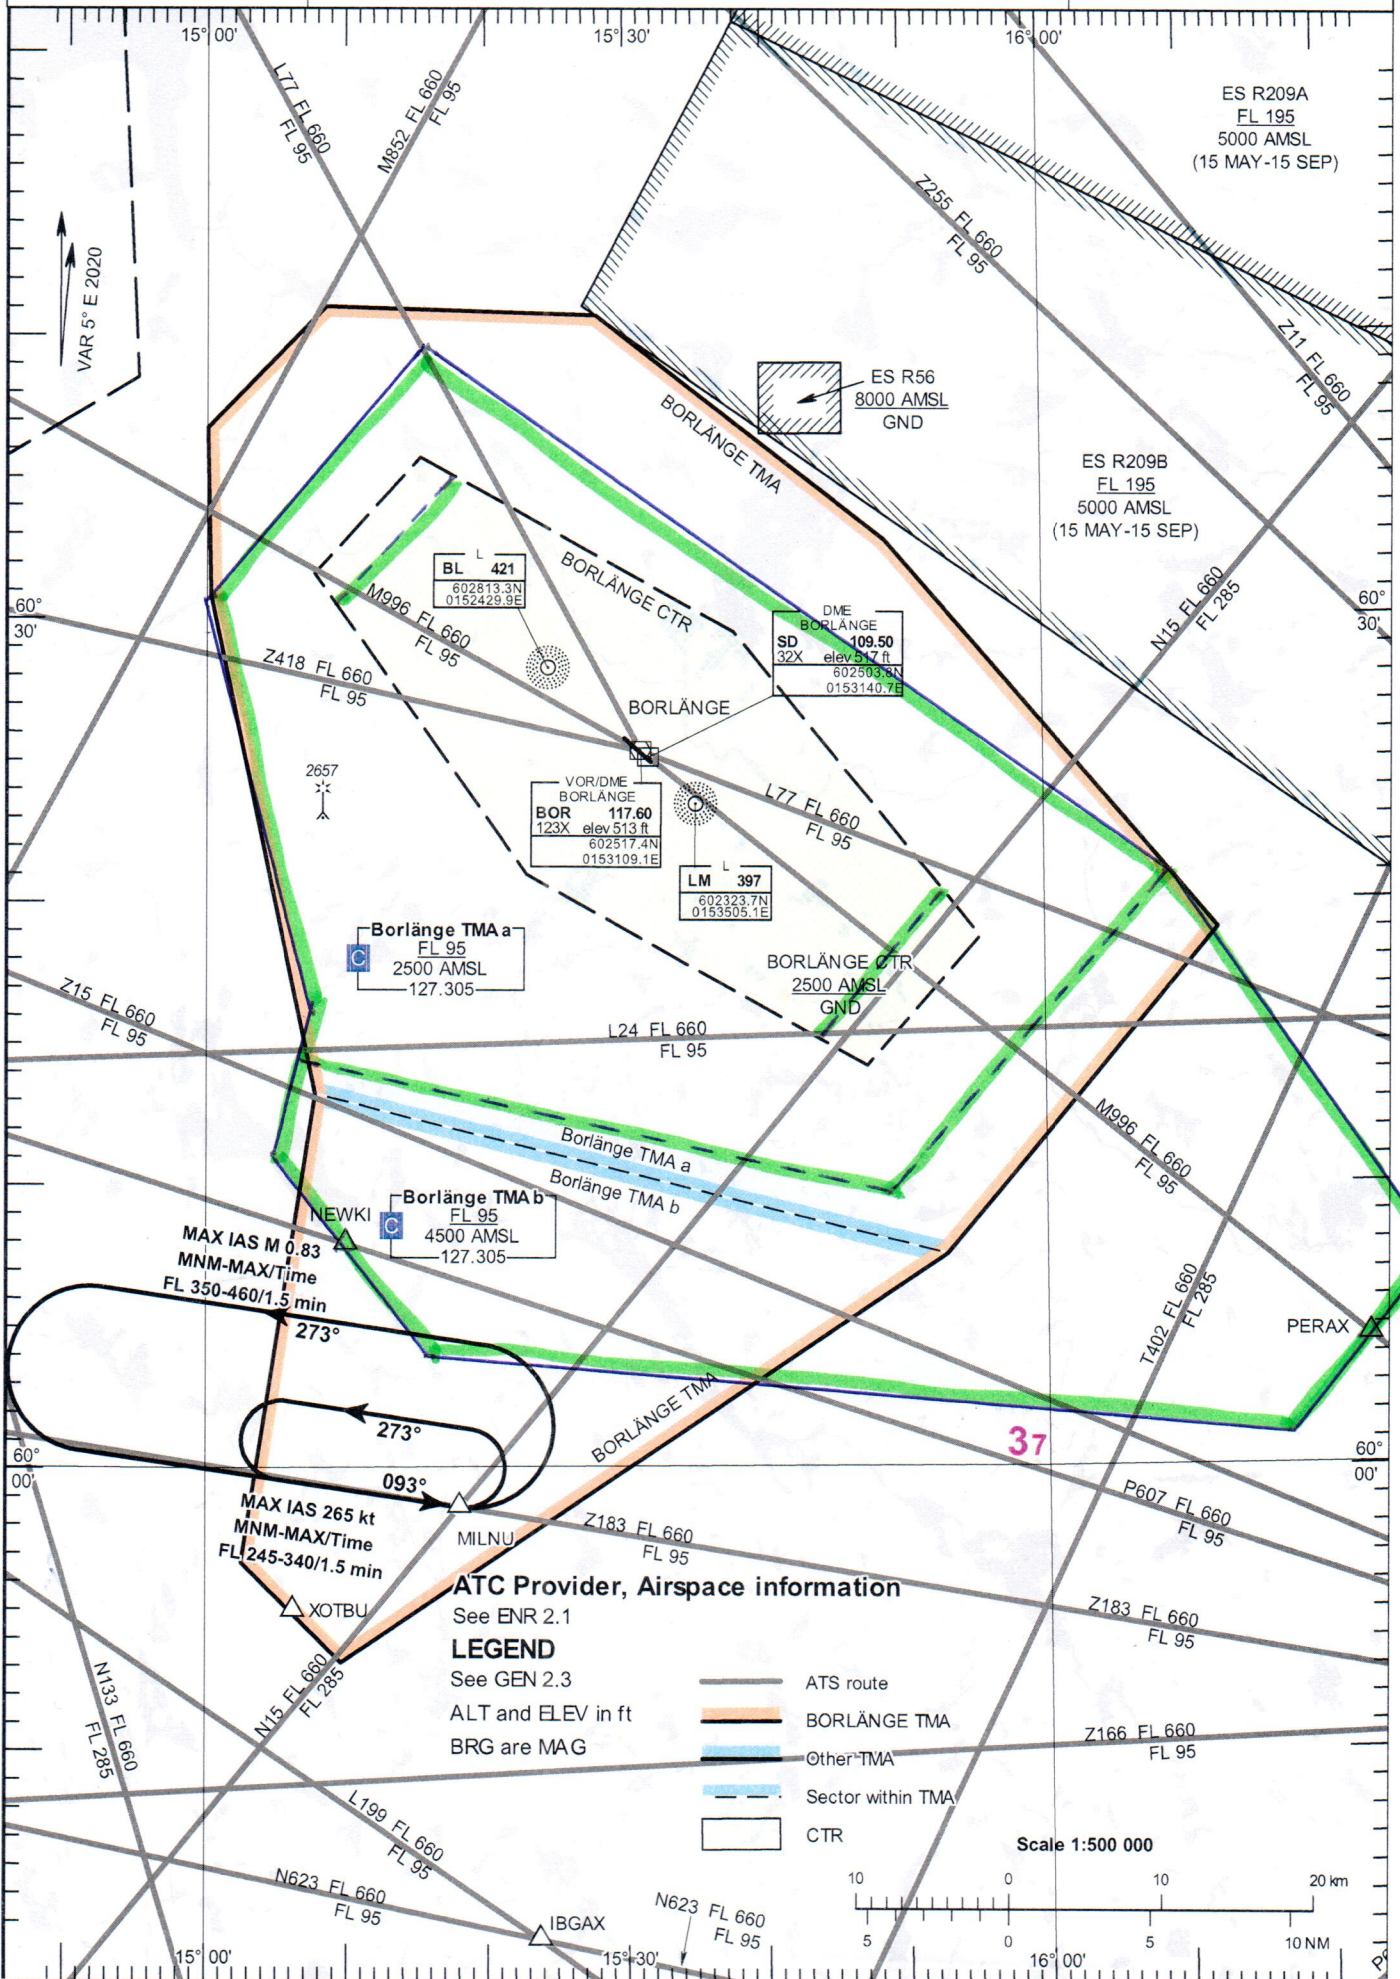 15° 00'
15° 30'
16° 00'
L77 FL 660
FL 95
M852 FL 660
FL 95
ES R209A
FL 195
5000 AMSL
(15 MAY-15 SEP)
Z255 FL 660
FL 95
VAR 5° E 2020
Z11 FL 660
FL 95
ES R56
8000 AMSL
GND
BORLÄNGE TMA
ES R209B
FL 195
5000 AMSL
(15 MAY-15 SEP)
L
BL 421
602813.3N
0152429.9E
BORLÄNGE CTR
M996 FL 660
FL 95
N15 FL 660
FL 285
60°
30'
60°
30'
DME
BORLÄNGE
SD 109.50
32X elev 517 ft
602503.8N
0153140.7E
Z418 FL 660
FL 95
BORLÄNGE
2657
VOR/DME
BORLÄNGE
BOR 117.60
123X elev 513 ft
602517.4N
0153109.1E
L77 FL 660
FL 95
L
LM 397
602323.7N
0153505.1E
Borlänge TMA a
C
FL 95
2500 AMSL
127.305
BORLÄNGE CTR
2500 AMSL
GND
Z15 FL 660
FL 95
L24 FL 660
FL 95
M996 FL 660
FL 95
Borlänge TMA a
Borlänge TMA b
Borlänge TMA b
C
FL 95
4500 AMSL
127.305
NEWKI
MAX IAS M 0.83
MNM-MAX/Time
FL 350-460/1.5 min
273°
T402 FL 660
FL 285
PERAX
BORLÄNGE TMA
273°
37
60°
00'
60°
00'
093°
MAX IAS 265 kt
MNM-MAX/Time
FL 245-340/1.5 min
MILNU
Z183 FL 660
FL 95
P607 FL 660
FL 95
XOTBU
ATC Provider, Airspace information
See ENR 2.1
LEGEND
See GEN 2.3
ALT and ELEV in ft
BRG are MAG
Z183 FL 660
FL 95
N133 FL 660
FL 285
N15 FL 660
FL 285
ATS route
BORLÄNGE TMA
Other TMA
Sector within TMA
CTR
Z166 FL 660
FL 95
L199 FL 660
FL 95
Scale 1:500 000
10 0 10 20 km
5 0 5 10 NM
N623 FL 660
FL 95
IBGAX
N623 FL 660
FL 95
15° 00'
15° 30'
16° 00'